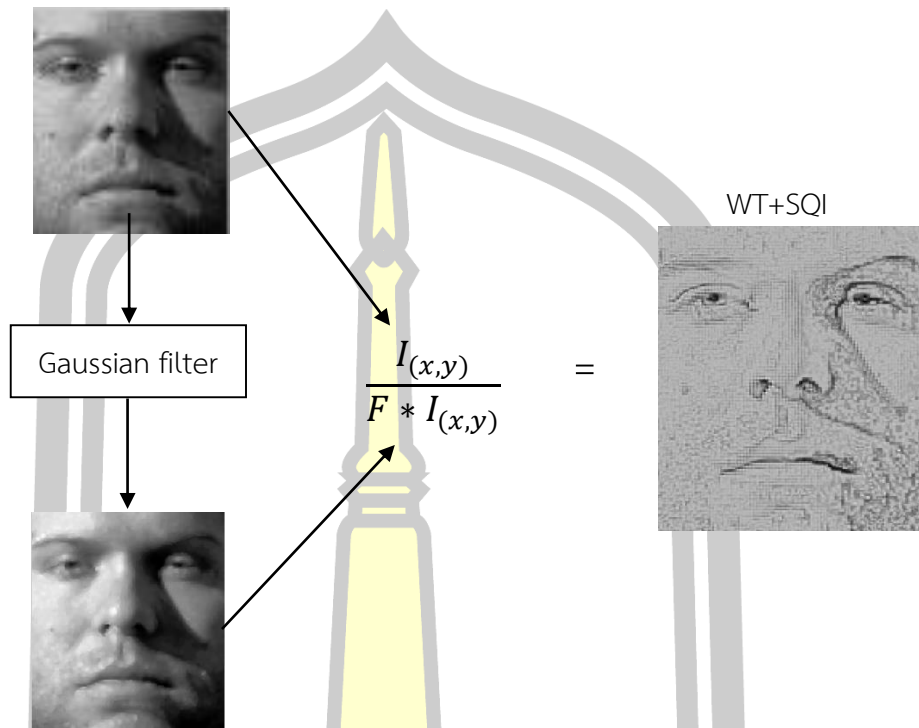 WT+SQI
Gaussian filter
I(x,y)
F * I(x,y)
=